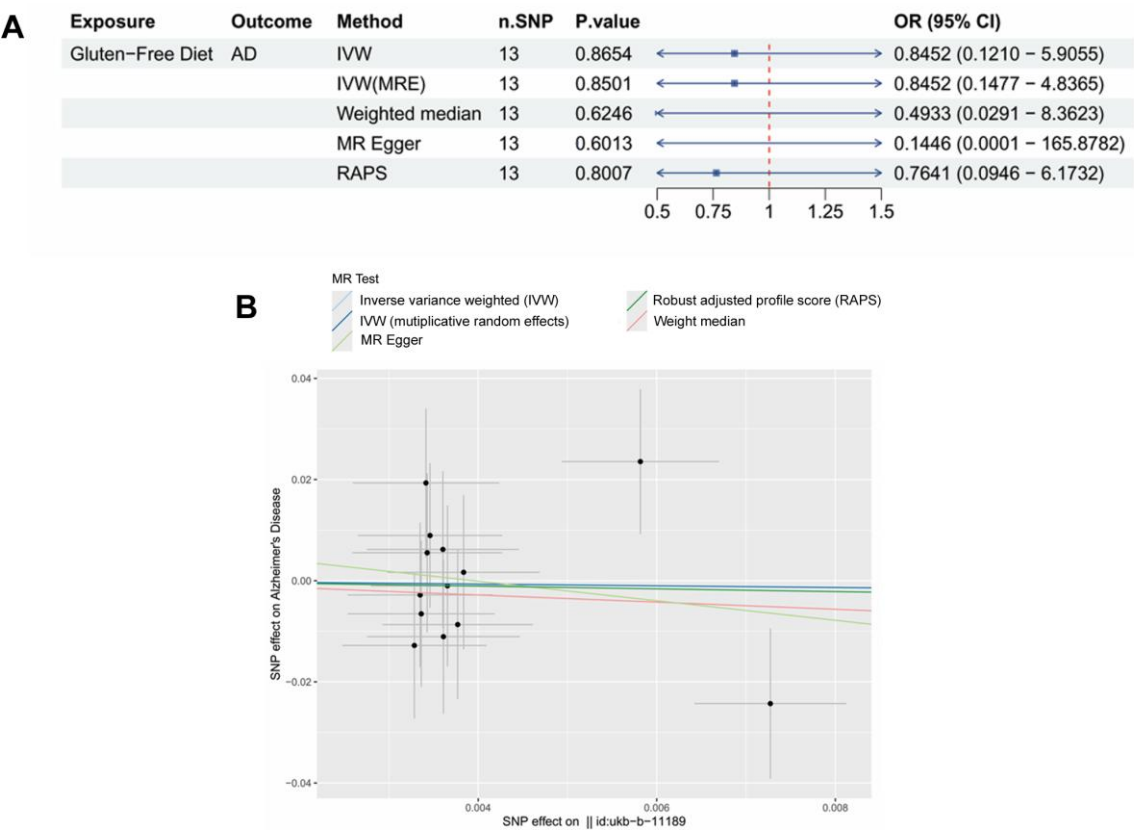 A
Exposure Outcome Method n.SNP P.value OR (95% CI)
Gluten−Free Diet AD IVW 13 0.8654 0.8452 (0.1210 − 5.9055)
IVW(MRE) 13 0.8501 0.8452 (0.1477 − 4.8365)
Weighted median 13 0.6246 0.4933 (0.0291 − 8.3623)
MR Egger 13 0.6013 0.1446 (0.0001 − 165.8782)
RAPS 13 0.8007 0.7641 (0.0946 − 6.1732)
0.5 0.75 1 1.25 1.5
B
MR Test
Inverse variance weighted (IVW) Robust adjusted profile score (RAPS)
IVW (mutiplicative random effects) Weight median
MR Egger
0.04
0.02
0.00
−0.02
−0.04
SNP effect on Alzheimer's Disease
0.004 0.006 0.008
SNP effect on || id:ukb-b-11189